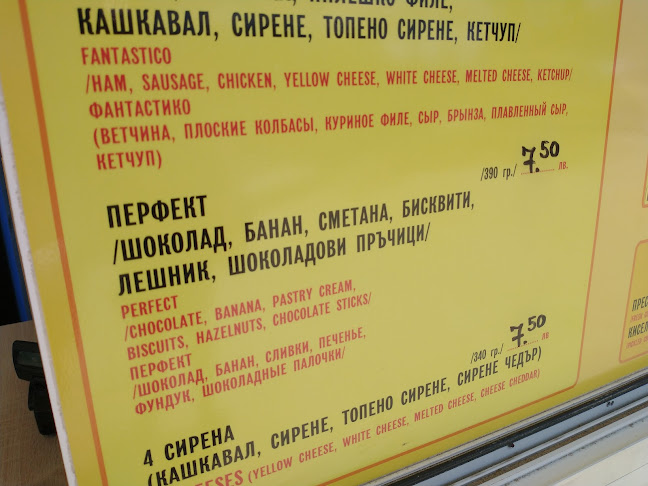 КАШКАВАЛ, СИРЕНЕ, ТОПЕНО СИРЕНЕ, КЕТЧУП/
FANTASTICO
/HAM, SAUSAGE, CHICKEN, YELLOW CHEESE, WHITE CHEESE, MELTED CHEESE, KETCHUP/
ФАНТАСТИКО
(ВЕТЧИНА, ПЛОСКИЕ КОЛБАСЫ, КУРИНОЕ ФИЛЕ, СЫР, БРЫНЗА, ПЛАВЛЕННЫЙ СЫР,
КЕТЧУП)
/390 гр./ 7.50 лв.
ПЕРФЕКТ
/ШОКОЛАД, БАНАН, СМЕТАНА, БИСКВИТИ,
ЛЕШНИК, ШОКОЛАДОВИ ПРЪЧИЦИ/
PERFECT
/CHOCOLATE, BANANA, PASTRY CREAM,
BISCUITS, HAZELNUTS, CHOCOLATE STICKS/
ПЕРФЕКТ
/ШОКОЛАД, БАНАН, СЛИВКИ, ПЕЧЕНЬЕ,
ФУНДУК, ШОКОЛАДНЫЕ ПАЛОЧКИ/
/340 гр./ 7.50 лв
4 СИРЕНА
(КАШКАВАЛ, СИРЕНЕ, ТОПЕНО СИРЕНЕ, СИРЕНЕ ЧЕДЪР)
(YELLOW CHEESE, WHITE CHEESE, MELTED CHEESE, CHEESE CHEDDAR)